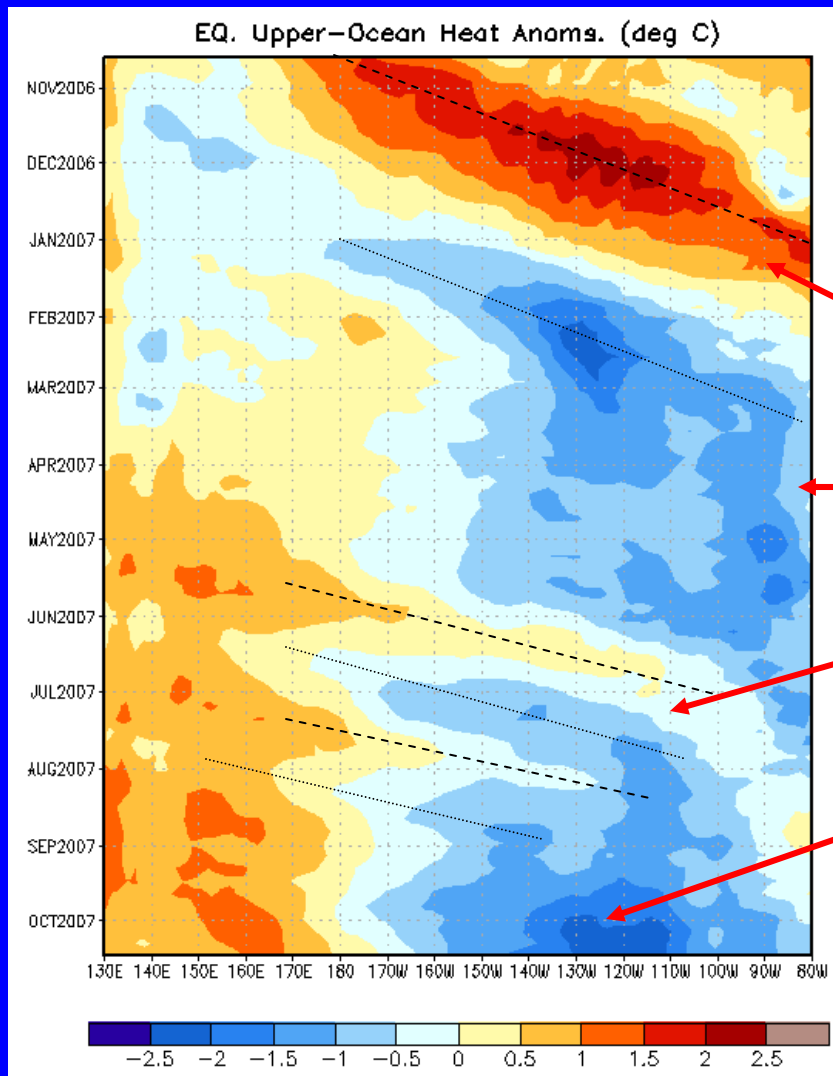 EQ. Upper-Ocean Heat Anoms. (deg C)
NOV2006
DEC2006
JAN2007
FEB2007
MAR2007
APR2007
MAY2007
JUN2007
JUL2007
AUG2007
SEP2007
OCT2007
130E 140E 150E 160E 170E 180 170W 160W 150W 140W 130W 120W 110W 100W 90W 80W
-2.5 -2 -1.5 -1 -0.5 0 0.5 1 1.5 2 2.5